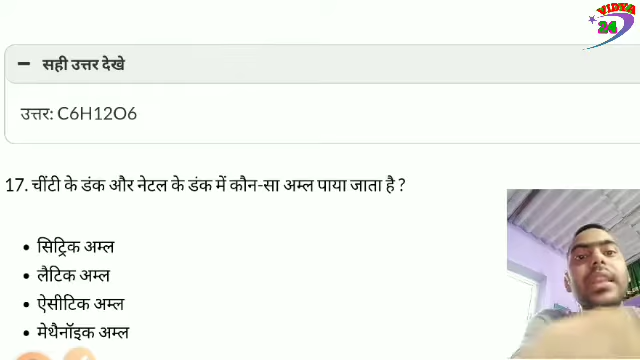 VIDYA
24
सही उत्तर देखे
उत्तर: C6H12O6
17. चींटी के डंक और नेटल के डंक में कौन-सा अम्ल पाया जाता है ?
• सिट्रिक अम्ल
• लैटिक अम्ल
• ऐसीटिक अम्ल
• मेथैनॉइक अम्ल